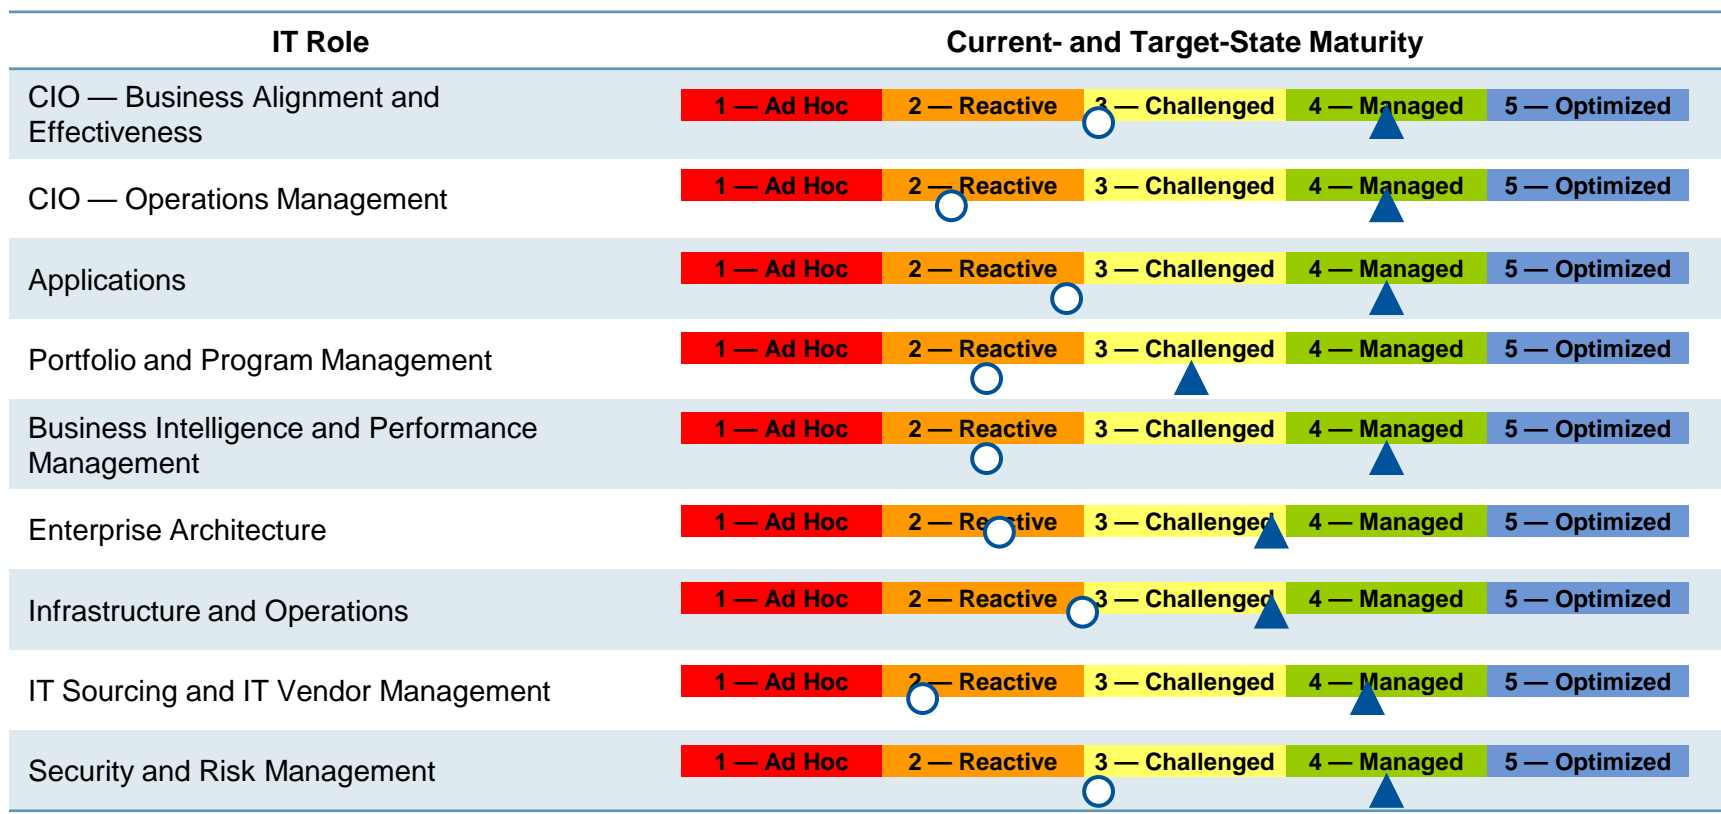 IT Role
Current- and Target-State Maturity
CIO — Business Alignment and
Effectiveness
1 — Ad Hoc 2 — Reactive 3 — Challenged 4 — Managed 5 — Optimized
CIO — Operations Management
1 — Ad Hoc 2 — Reactive 3 — Challenged 4 — Managed 5 — Optimized
Applications
1 — Ad Hoc 2 — Reactive 3 — Challenged 4 — Managed 5 — Optimized
Portfolio and Program Management
1 — Ad Hoc 2 — Reactive 3 — Challenged 4 — Managed 5 — Optimized
Business Intelligence and Performance
Management
1 — Ad Hoc 2 — Reactive 3 — Challenged 4 — Managed 5 — Optimized
Enterprise Architecture
1 — Ad Hoc 2 — Reactive 3 — Challenged 4 — Managed 5 — Optimized
Infrastructure and Operations
1 — Ad Hoc 2 — Reactive 3 — Challenged 4 — Managed 5 — Optimized
IT Sourcing and IT Vendor Management
1 — Ad Hoc 2 — Reactive 3 — Challenged 4 — Managed 5 — Optimized
Security and Risk Management
1 — Ad Hoc 2 — Reactive 3 — Challenged 4 — Managed 5 — Optimized